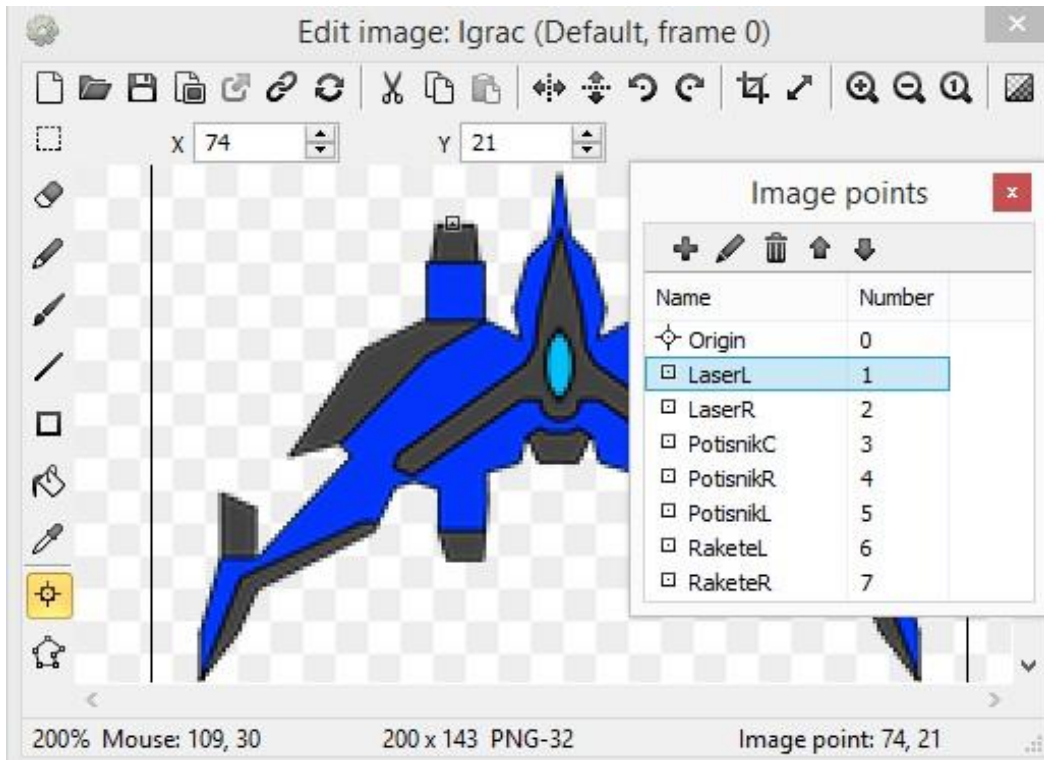 Edit image: Igrac (Default, frame 0)
X 74 Y 21
Image points
Name Number
Origin 0
LaserL 1
LaserR 2
PotisnikC 3
PotisnikR 4
PotisnikL 5
RaketeL 6
RaketeR 7
200% Mouse: 109, 30 200 x 143 PNG-32 Image point: 74, 21